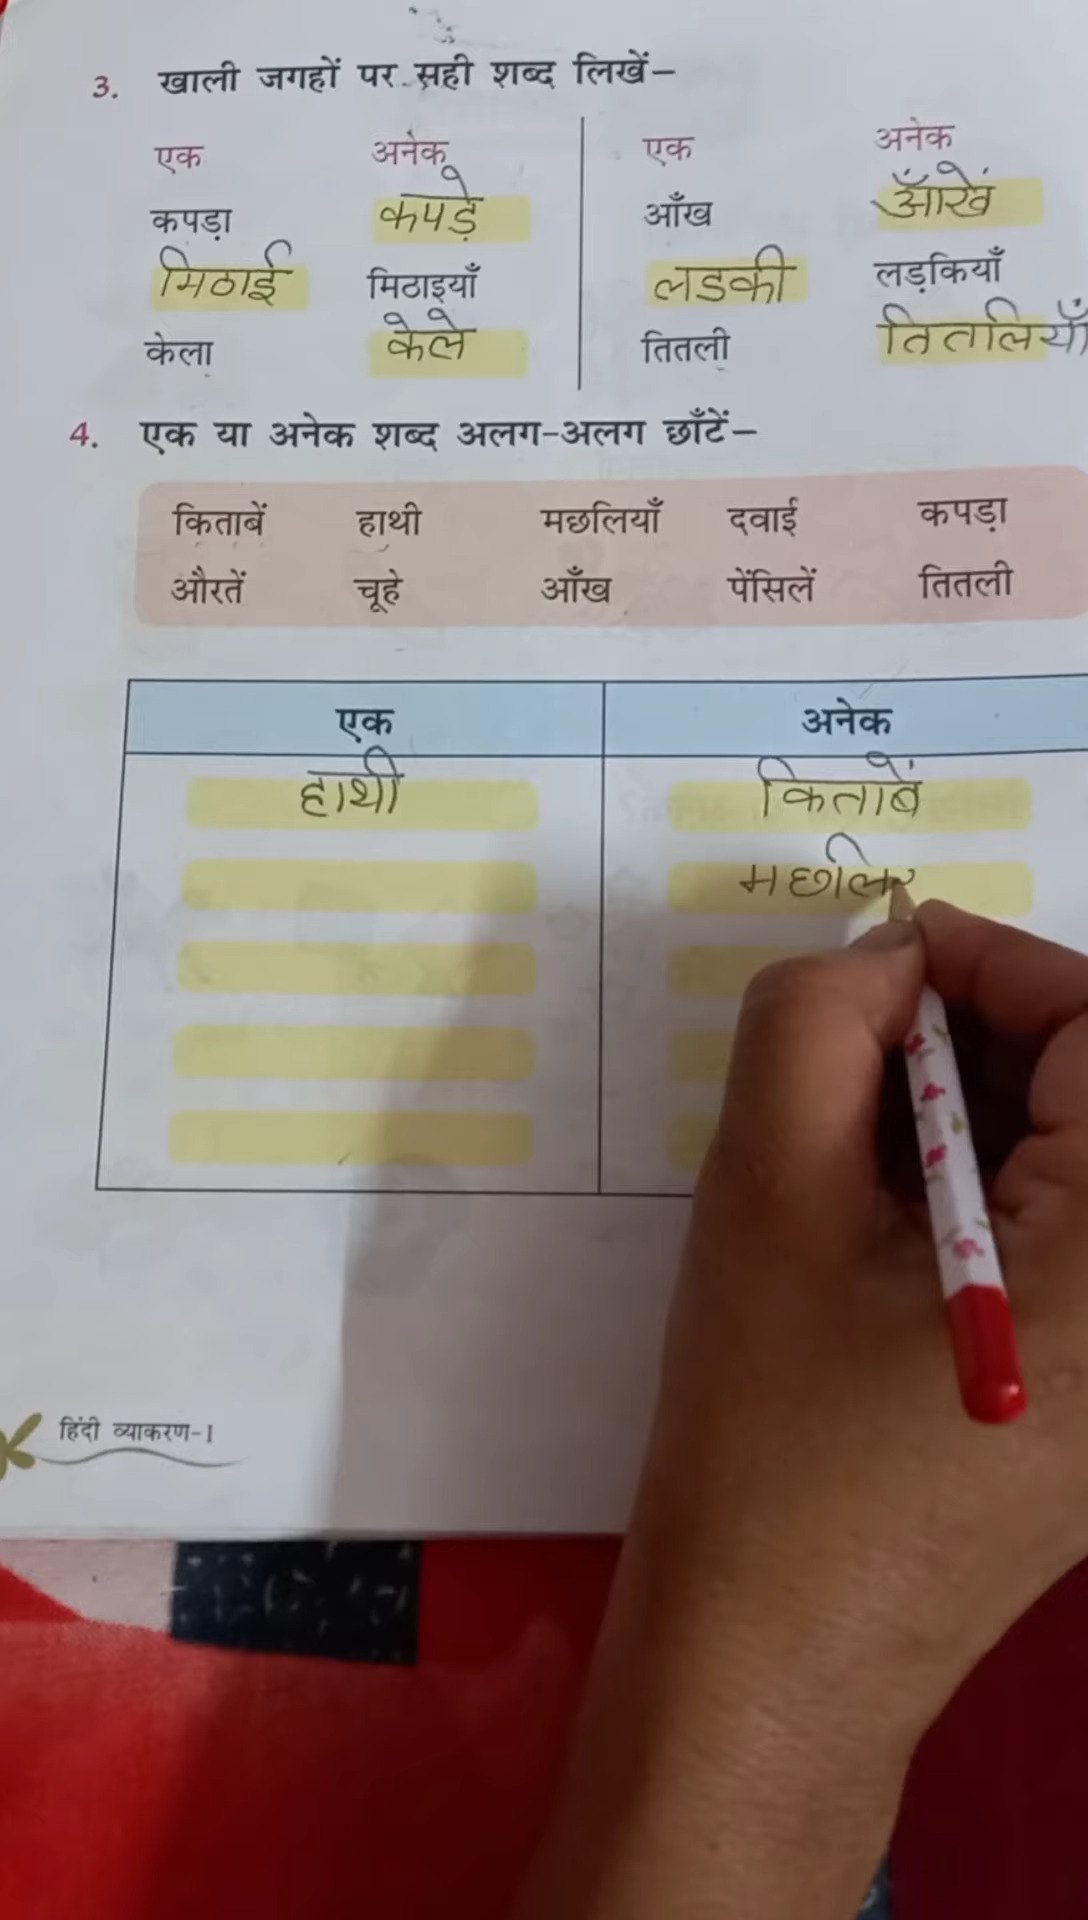 3. खाली जगहों पर सही शब्द लिखें–
एक अनेक एक अनेक
कपड़ा कपड़े आँख आँखें
मिठाई मिठाइयाँ लडकी लड़कियाँ
केला केले तितली तितलियाँ
4. एक या अनेक शब्द अलग-अलग छाँटें–
किताबें हाथी मछलियाँ दवाई कपड़ा
औरतें चूहे आँख पेंसिलें तितली
एक अनेक
हाथी किताबें
हिंदी व्याकरण-1